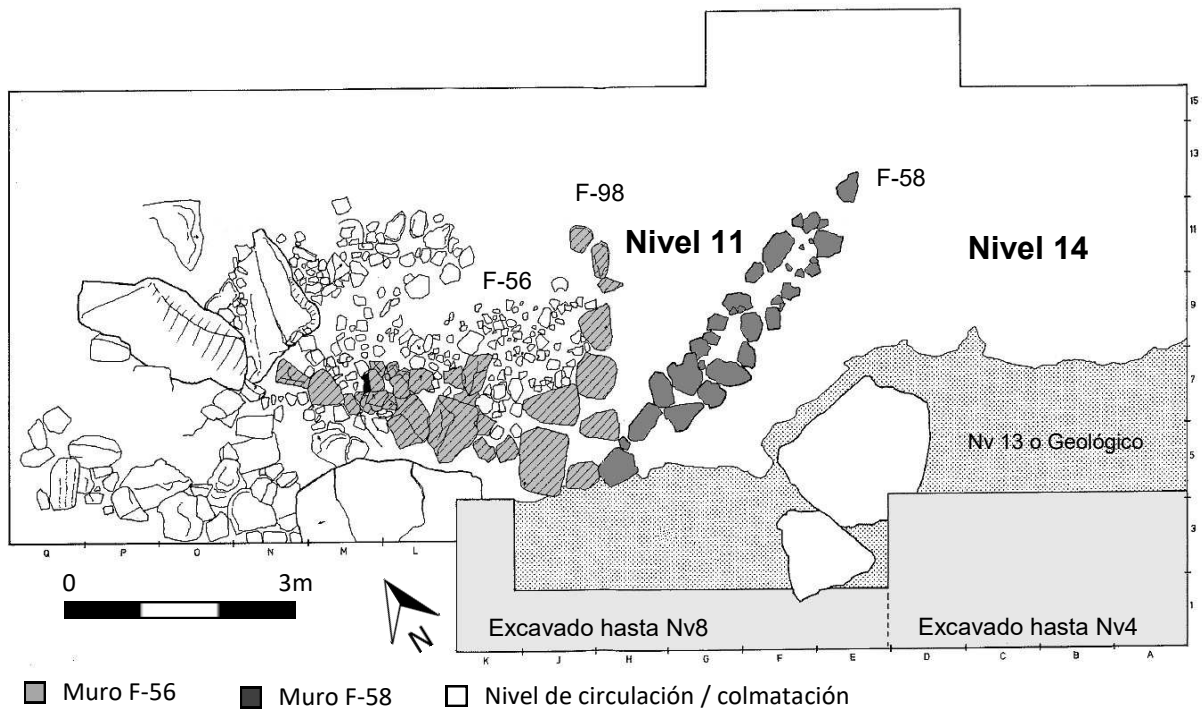 15
13
F-98
F-58
11
Nivel 11
Nivel 14
F-56
9
7
Nv 13 o Geológico
5
3
Q P O N M L
0 3m
N
1
Excavado hasta Nv8
Excavado hasta Nv4
K J H G F E D C B A
Muro F-56
Muro F-58
Nivel de circulación / colmatación